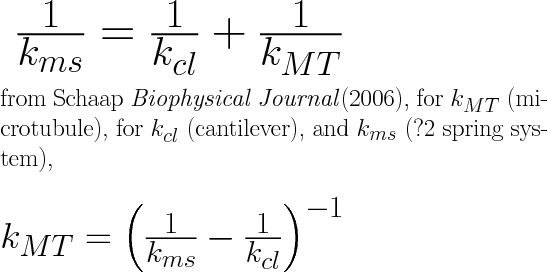 1/k_ms = 1/k_cl + 1/k_MT
from Schaap Biophysical Journal(2006), for k_MT (mi-
crotubule), for k_cl (cantilever), and k_ms (?2 spring sys-
tem),
k_MT = (1/k_ms − 1/k_cl)^−1